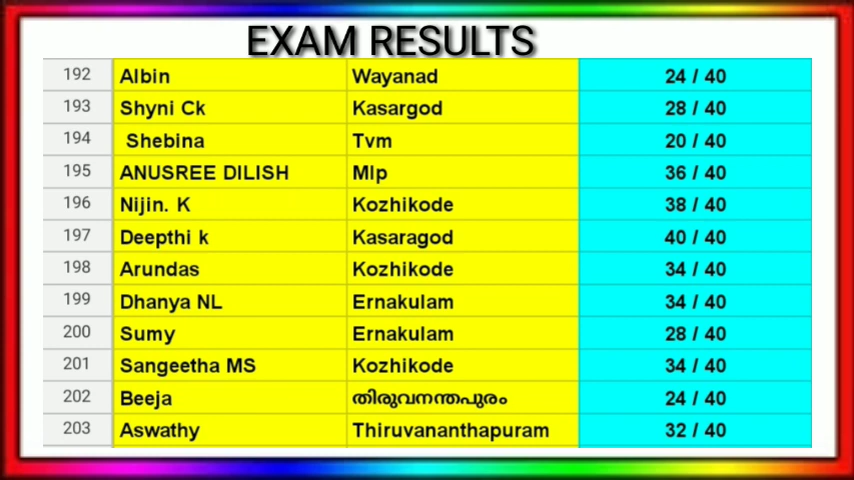 EXAM RESULTS
192 Albin Wayanad 24 / 40
193 Shyni Ck Kasargod 28 / 40
194 Shebina Tvm 20 / 40
195 ANUSREE DILISH Mlp 36 / 40
196 Nijin. K Kozhikode 38 / 40
197 Deepthi k Kasaragod 40 / 40
198 Arundas Kozhikode 34 / 40
199 Dhanya NL Ernakulam 34 / 40
200 Sumy Ernakulam 28 / 40
201 Sangeetha MS Kozhikode 34 / 40
202 Beeja തിരുവനന്തപുരം 24 / 40
203 Aswathy Thiruvananthapuram 32 / 40